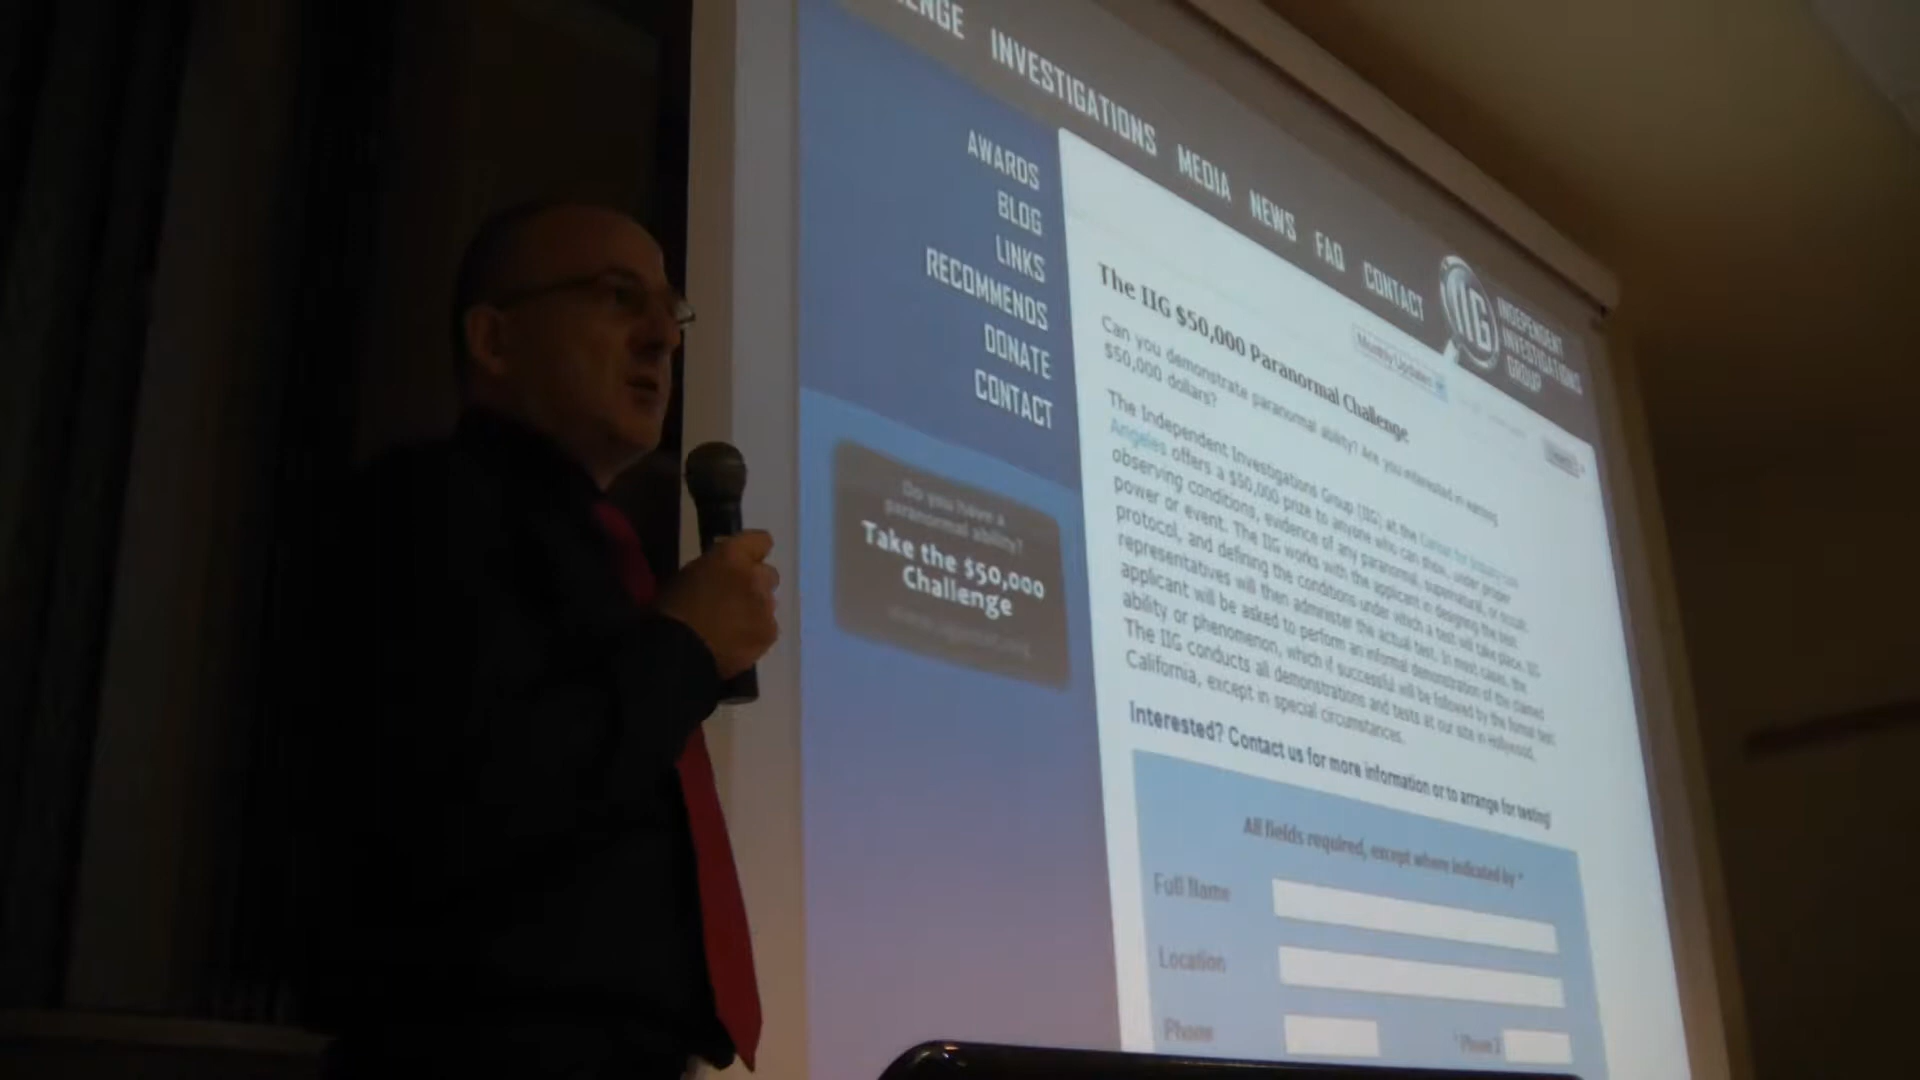 ENGE INVESTIGATIONS MEDIA NEWS FAQ CONTACT
IIG INDEPENDENT
INVESTIGATIONS
GROUP
AWARDS
BLOG
LINKS
RECOMMENDS
DONATE
CONTACT
Do you have a
paranormal ability?
Take the $50,000
Challenge
Monthly Updates
The IIG $50,000 Paranormal Challenge
Can you demonstrate paranormal ability? Are you interested in earning
$50,000 dollars?
The Independent Investigations Group (IIG) at the Center for Inquiry-Los
Angeles offers a $50,000 prize to anyone who can show, under proper
observing conditions, evidence of any paranormal, supernatural, or occult
power or event. The IIG works with the applicant in designing the test
protocol, and defining the conditions under which a test will take place. IIG
representatives will then administer the actual test. In most cases, the
applicant will be asked to perform an informal demonstration of the claimed
ability or phenomenon, which if successful will be followed by the formal test.
The IIG conducts all demonstrations and tests at our site in Hollywood,
California, except in special circumstances.
Interested? Contact us for more information or to arrange for testing!
All fields required, except where indicated by *
Full Name
Location
Phone